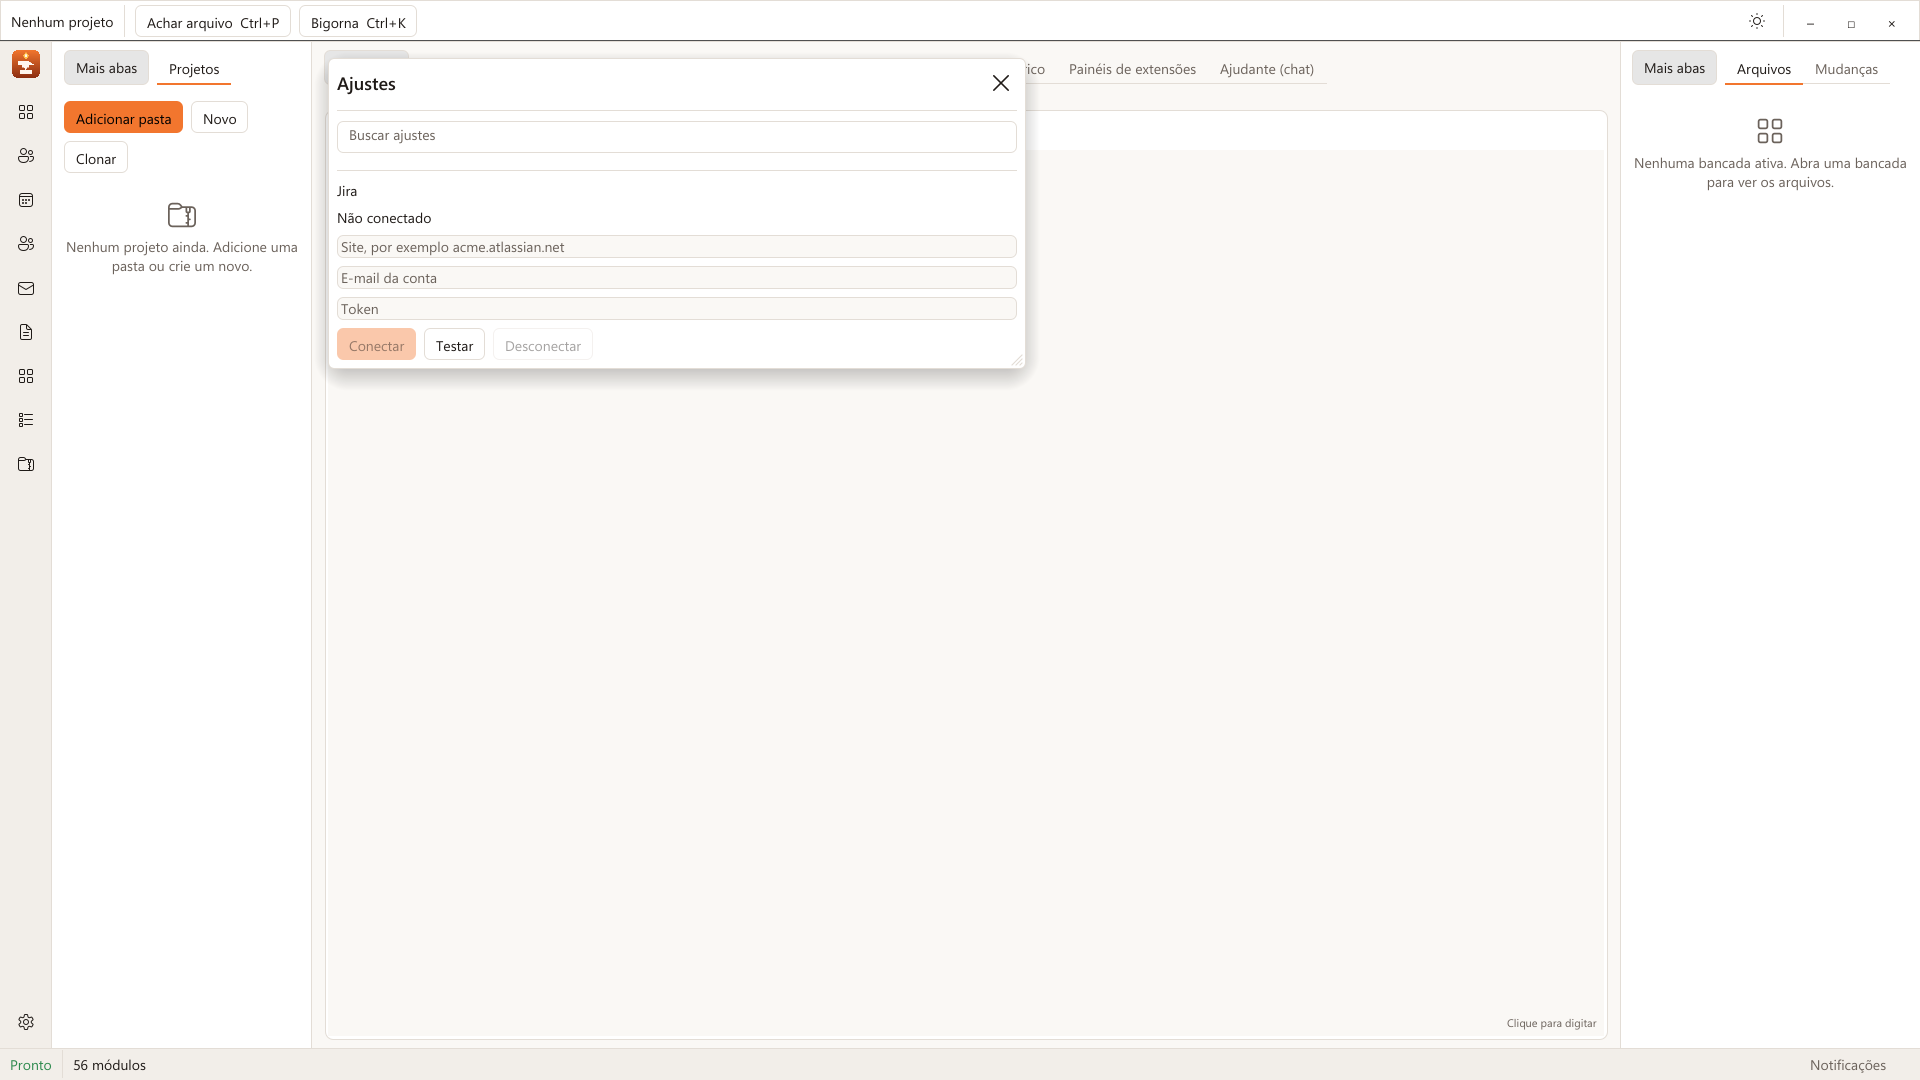 Nenhum projeto
Achar arquivo Ctrl+P
Bigorna Ctrl+K
Mais abas
Projetos
Adicionar pasta
Novo
Clonar
Nenhum projeto ainda. Adicione uma
pasta ou crie um novo.
Ajustes
Buscar ajustes
Jira
Não conectado
Site, por exemplo acme.atlassian.net
E-mail da conta
Token
Conectar
Testar
Desconectar
Painéis de extensões
Ajudante (chat)
Clique para digitar
Mais abas
Arquivos
Mudanças
Nenhuma bancada ativa. Abra uma bancada
para ver os arquivos.
Pronto
56 módulos
Notificações